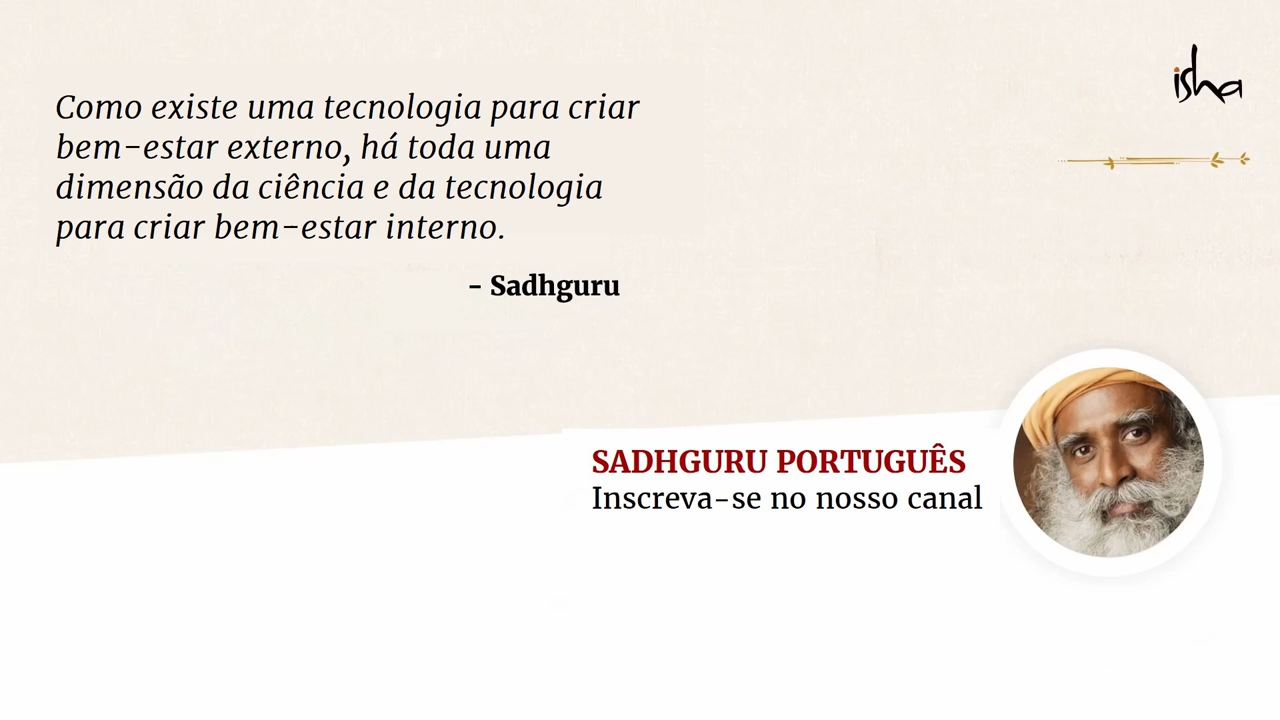 Como existe uma tecnologia para criar
bem-estar externo, há toda uma
dimensão da ciência e da tecnologia
para criar bem-estar interno.
- Sadhguru
isha
SADHGURU PORTUGUÊS
Inscreva-se no nosso canal